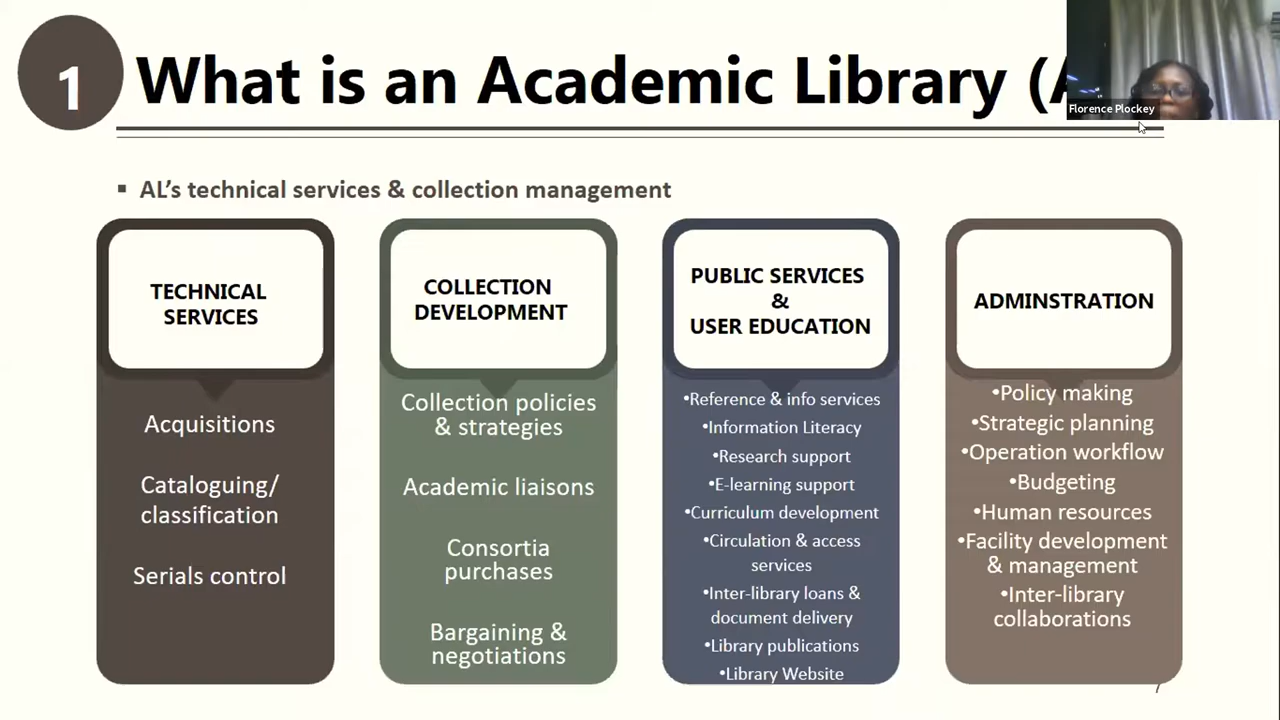 1
What is an Academic Library (
Florence Plockey
▪ AL’s technical services & collection management
TECHNICAL
SERVICES
Acquisitions
Cataloguing/
classification
Serials control
COLLECTION
DEVELOPMENT
Collection policies
& strategies
Academic liaisons
Consortia
purchases
Bargaining &
negotiations
PUBLIC SERVICES
&
USER EDUCATION
•Reference & info services
•Information Literacy
•Research support
•E-learning support
•Curriculum development
•Circulation & access
services
•Inter-library loans &
document delivery
•Library publications
•Library Website
ADMINSTRATION
•Policy making
•Strategic planning
•Operation workflow
•Budgeting
•Human resources
•Facility development
& management
•Inter-library
collaborations